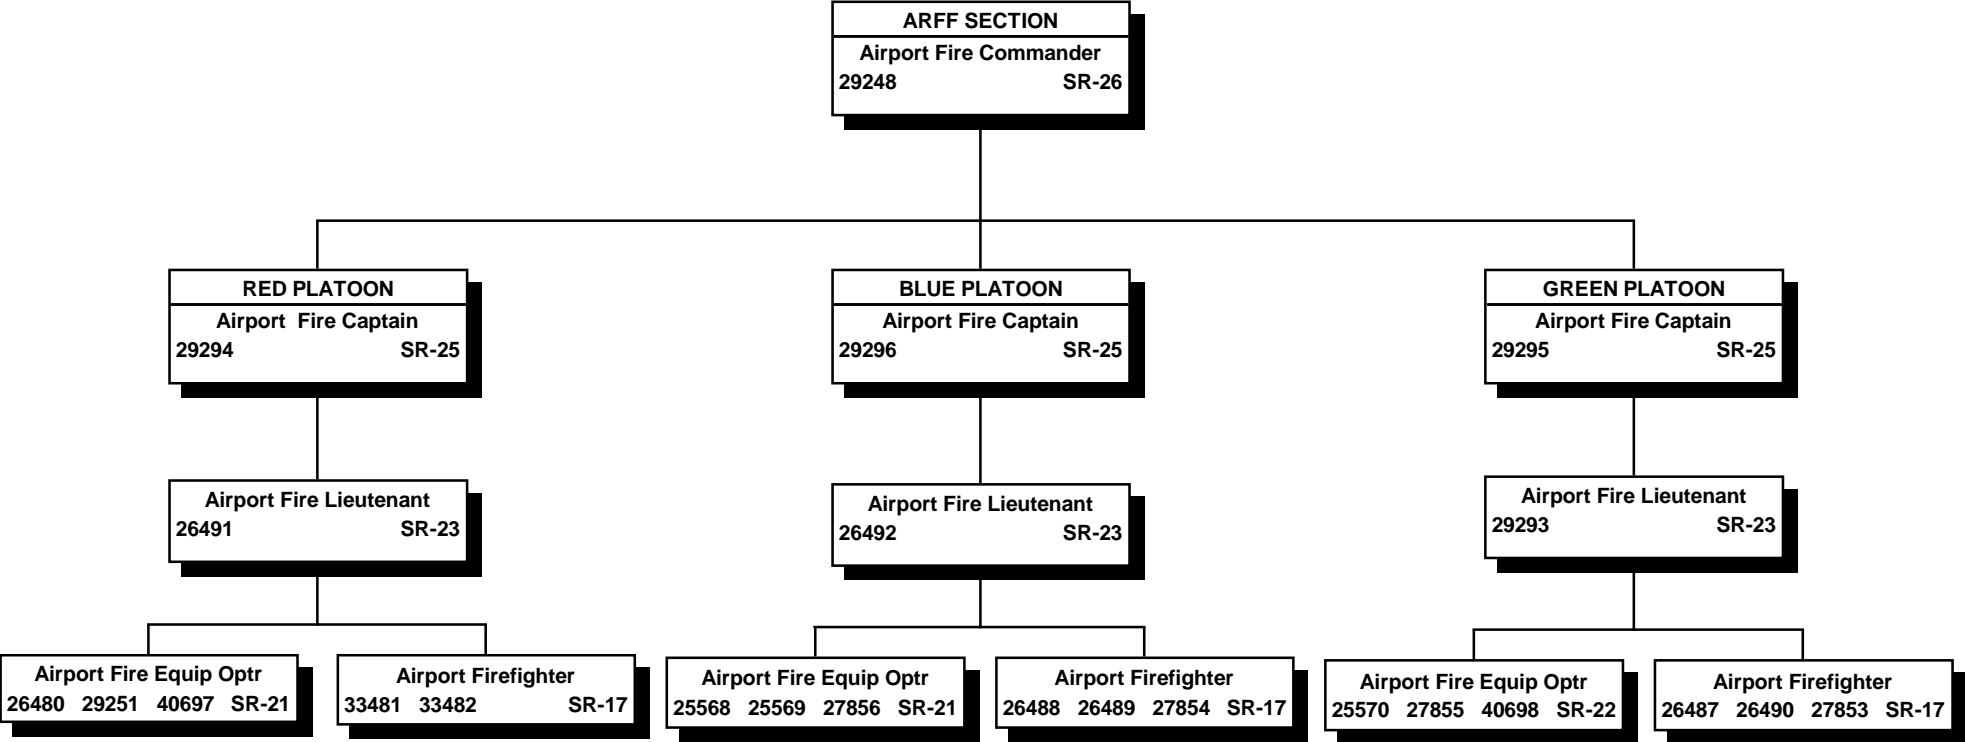 ARFF SECTION
Airport Fire Commander
29248 SR-26
RED PLATOON
Airport Fire Captain
29294 SR-25
BLUE PLATOON
Airport Fire Captain
29296 SR-25
GREEN PLATOON
Airport Fire Captain
29295 SR-25
Airport Fire Lieutenant
26491 SR-23
Airport Fire Lieutenant
26492 SR-23
Airport Fire Lieutenant
29293 SR-23
Airport Fire Equip Optr
26480 29251 40697 SR-21
Airport Firefighter
33481 33482 SR-17
Airport Fire Equip Optr
25568 25569 27856 SR-21
Airport Firefighter
26488 26489 27854 SR-17
Airport Fire Equip Optr
25570 27855 40698 SR-22
Airport Firefighter
26487 26490 27853 SR-17